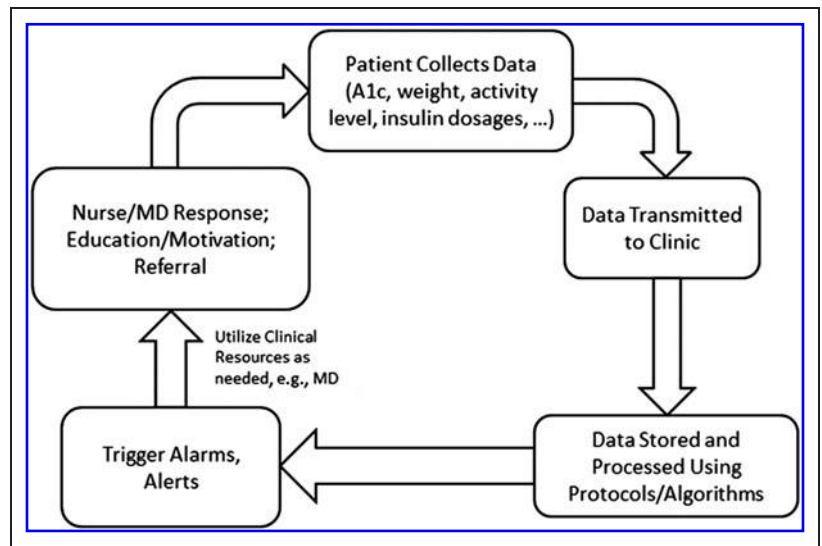 Patient Collects Data
(A1c, weight, activity
level, insulin dosages, ...)
Data Transmitted
to Clinic
Data Stored and
Processed Using
Protocols/Algorithms
Trigger Alarms,
Alerts
Utilize Clinical
Resources as
needed, e.g., MD
Nurse/MD Response;
Education/Motivation;
Referral